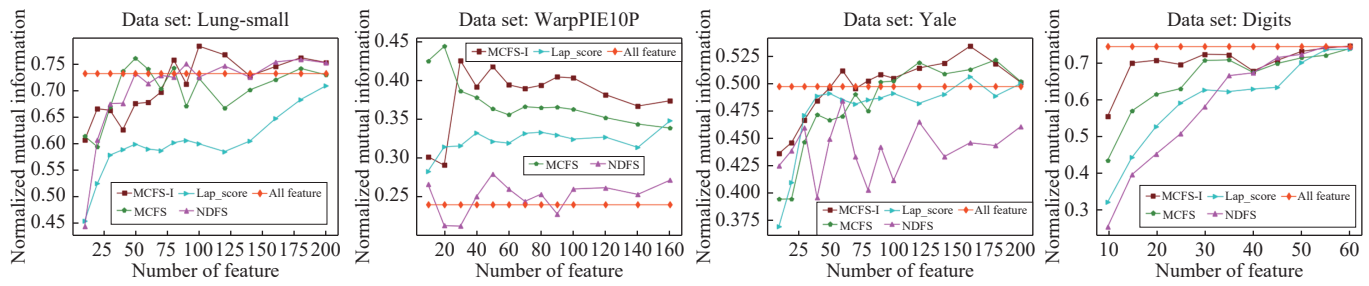 Data set: Lung-small
Normalized mutual information
0.75
0.70
0.65
0.60
0.55
0.50
0.45
MCFS-I Lap_score All feature
MCFS NDFS
25 50 75 100 125 150 175 200
Number of feature
Data set: WarpPIE10P
Normalized mutual information
0.45
0.40
0.35
0.30
0.25
MCFS-I Lap_score All feature
MCFS NDFS
20 40 60 80 100 120 140 160
Number of feature
Data set: Yale
Normalized mutual information
0.525
0.500
0.475
0.450
0.425
0.400
0.375
MCFS-I Lap_score All feature
MCFS NDFS
25 50 75 100 125 150 175
Number of feature
Data set: Digits
Normalized mutual information
0.7
0.6
0.5
0.4
0.3
MCFS-I Lap_score All feature
MCFS NDFS
10 20 30 40 50 60
Number of feature